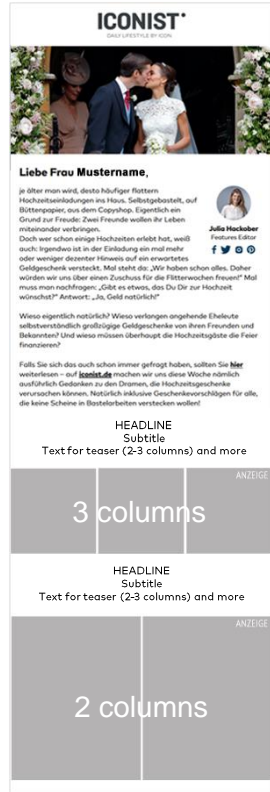 ICONIST
DAILY LIFESTYLE BY ICON
Liebe Frau Mustername,
je älter man wird, desto häufiger flattern
Hochzeitseinladungen ins Haus. Selbstgebastelt, auf
Büttenpapier, aus dem Copyshop. Eigentlich ein
Grund zur Freude: Zwei Freunde wollen ihr Leben
miteinander verbringen.
Doch wer schon einige Hochzeiten erlebt hat, weiß
auch: Irgendwo ist in der Einladung ein mal mehr
oder weniger dezenter Hinweis auf ein erwartetes
Geldgeschenk versteckt. Mal steht da: „Wir haben schon alles. Daher
würden wir uns über einen Zuschuss für die Flitterwochen freuen!" Mal
muss man nachfragen: „Gibt es etwas, das Du Dir zur Hochzeit
wünschst?" Antwort: „Ja, Geld natürlich!"
Julia Hackober
Features Editor
Wieso eigentlich natürlich? Wieso verlangen angehende Eheleute
selbstverständlich großzügige Geldgeschenke von ihren Freunden und
Bekannten? Und wieso müssen überhaupt die Hochzeitsgäste die Feier
finanzieren?
Falls Sie sich das auch schon immer gefragt haben, sollten Sie hier
weiterlesen – auf iconist.de machen wir uns diese Woche nämlich
ausführlich Gedanken zu den Dramen, die Hochzeitsgeschenke
verursachen können. Natürlich inklusive Geschenkevorschlägen für alle,
die keine Scheine in Bastelarbeiten verstecken wollen!
HEADLINE
Subtitle
Text for teaser (2-3 columns) and more
ANZEIGE
3 columns
HEADLINE
Subtitle
Text for teaser (2-3 columns) and more
ANZEIGE
2 columns